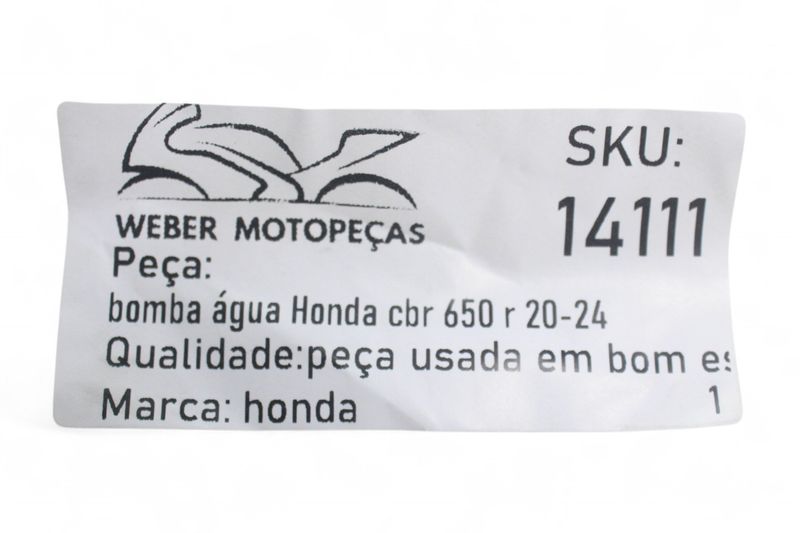 WEBER MOTOPEÇAS
SKU:
14111
Peça:
bomba água Honda cbr 650 r 20-24
Qualidade:peça usada em bom es
Marca: honda
1